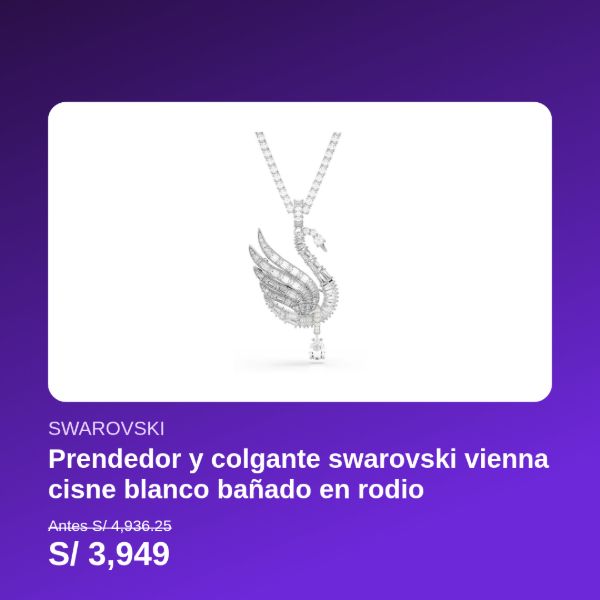 SWAROVSKI
Prendedor y colgante swarovski vienna
cisne blanco bañado en rodio
Antes S/ 4,936.25
S/ 3,949